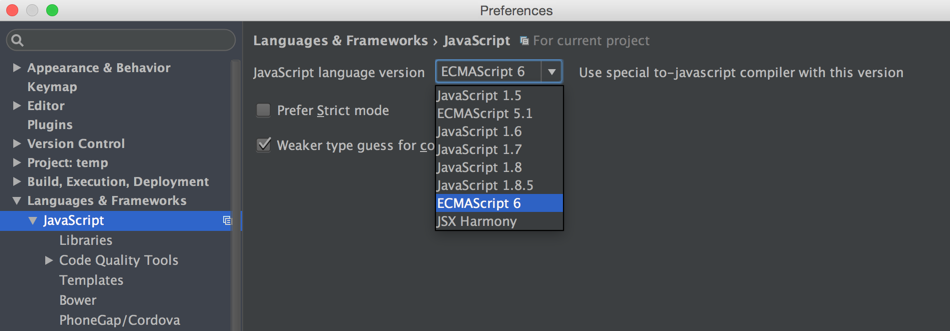 Preferences
Languages & Frameworks › JavaScript For current project
JavaScript language version ECMAScript 6 Use special to-javascript compiler with this version
JavaScript 1.5
ECMAScript 5.1
JavaScript 1.6
JavaScript 1.7
JavaScript 1.8
JavaScript 1.8.5
ECMAScript 6
JSX Harmony
Prefer Strict mode
Weaker type guess for co
Appearance & Behavior
Keymap
Editor
Plugins
Version Control
Project: temp
Build, Execution, Deployment
Languages & Frameworks
JavaScript
Libraries
Code Quality Tools
Templates
Bower
PhoneGap/Cordova